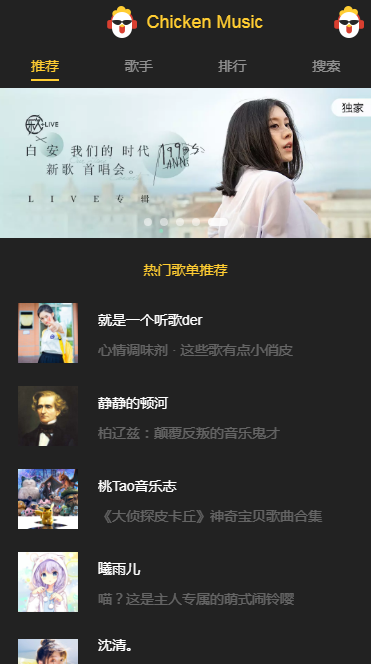 Chicken Music
推荐
歌手
排行
搜索
独家
LIVE
白 安 我们的 时代
新歌 首唱会。
1990s
ANN
LIVE 专辑
热门歌单推荐
就是一个听歌der
心情调味剂 · 这些歌有点小俏皮
静静的顿河
柏辽兹：颠覆反叛的音乐鬼才
桃Tao音乐志
《大侦探皮卡丘》神奇宝贝歌曲合集
曦雨儿
喵？这是主人专属的萌式闹铃嘤
沈清。